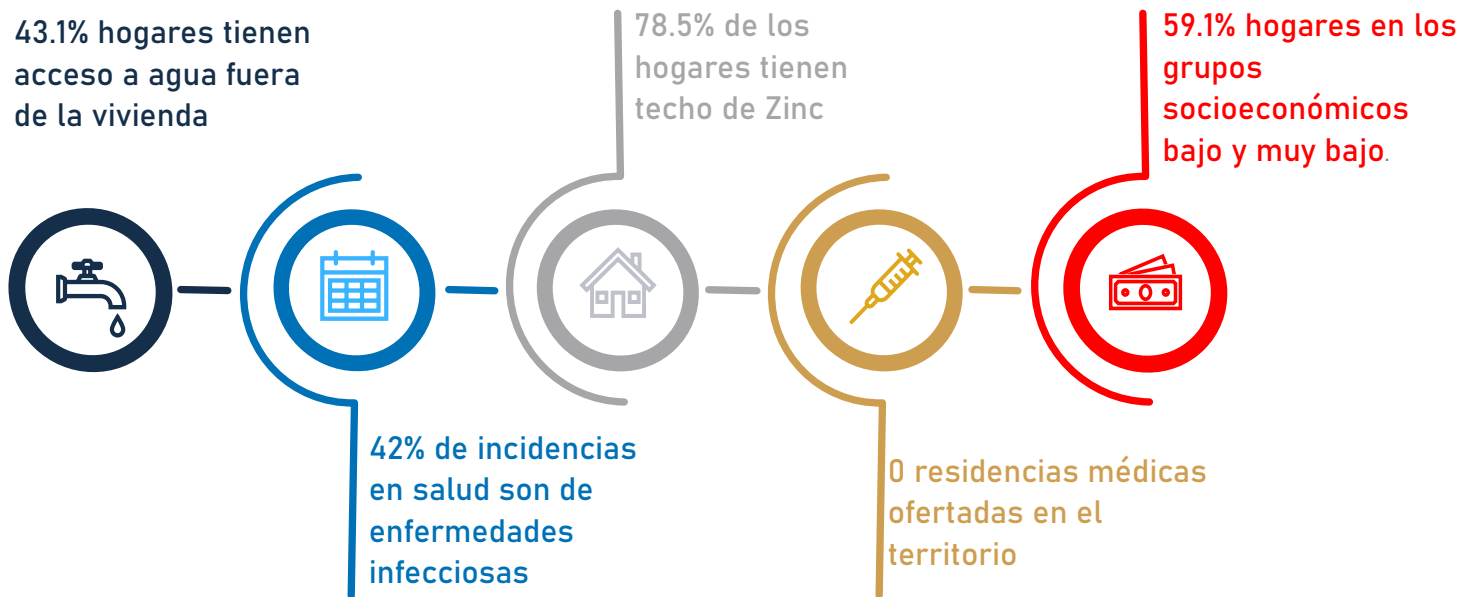 43.1% hogares tienen
acceso a agua fuera
de la vivienda
42% de incidencias
en salud son de
enfermedades
infecciosas
78.5% de los
hogares tienen
techo de Zinc
0 residencias médicas
ofertadas en el
territorio
59.1% hogares en los
grupos
socioeconómicos
bajo y muy bajo.